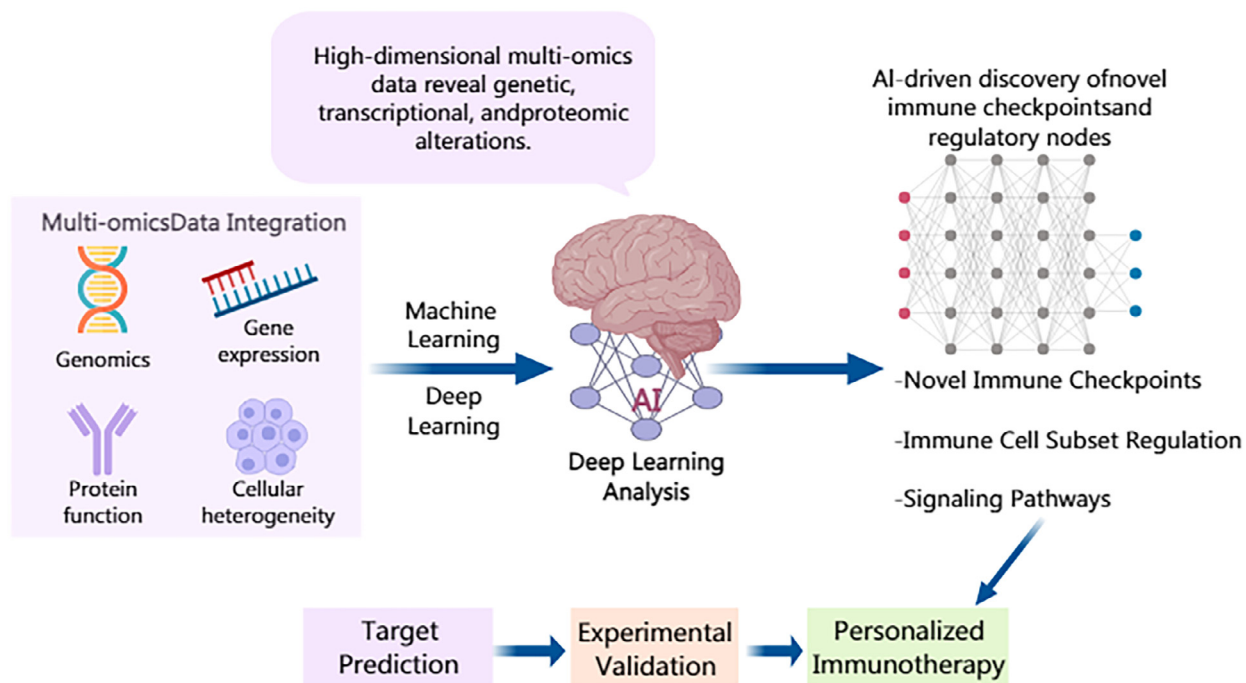 High-dimensional multi-omics
data reveal genetic,
transcriptional, andproteomic
alterations.
AI-driven discovery ofnovel
immune checkpointsand
regulatory nodes
Multi-omicsData Integration
Genomics
Gene
expression
Protein
function
Cellular
heterogeneity
Machine
Learning
Deep
Learning
AI
Deep Learning
Analysis
-Novel Immune Checkpoints
-Immune Cell Subset Regulation
-Signaling Pathways
Target
Prediction
Experimental
Validation
Personalized
Immunotherapy